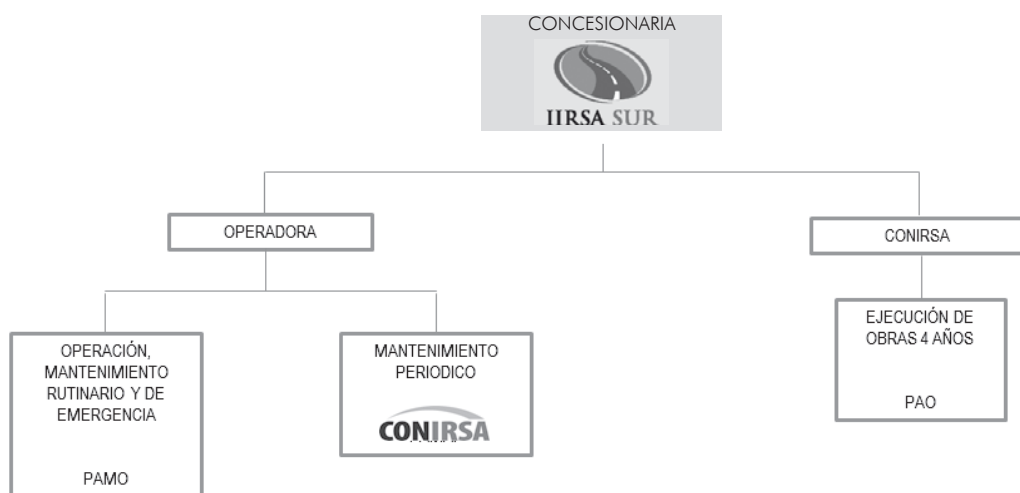 CONCESIONARIA
IIRSA SUR
OPERADORA
CONIRSA
OPERACIÓN,
MANTENIMIENTO
RUTINARIO Y DE
EMERGENCIA
PAMO
MANTENIMIENTO
PERIODICO
CONIRSA
EJECUCIÓN DE
OBRAS 4 AÑOS
PAO